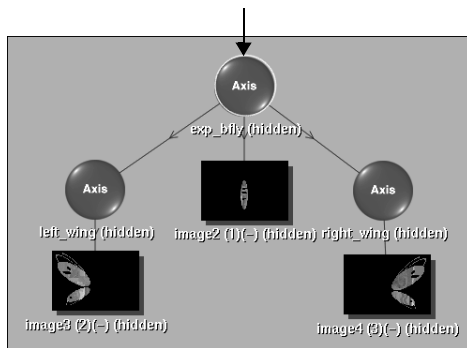 Axis
exp_bfly (hidden)
Axis
Axis
left_wing (hidden)
image2 (1)(-) (hidden)
right_wing (hidden)
image3 (2)(-) (hidden)
image4 (3)(-) (hidden)